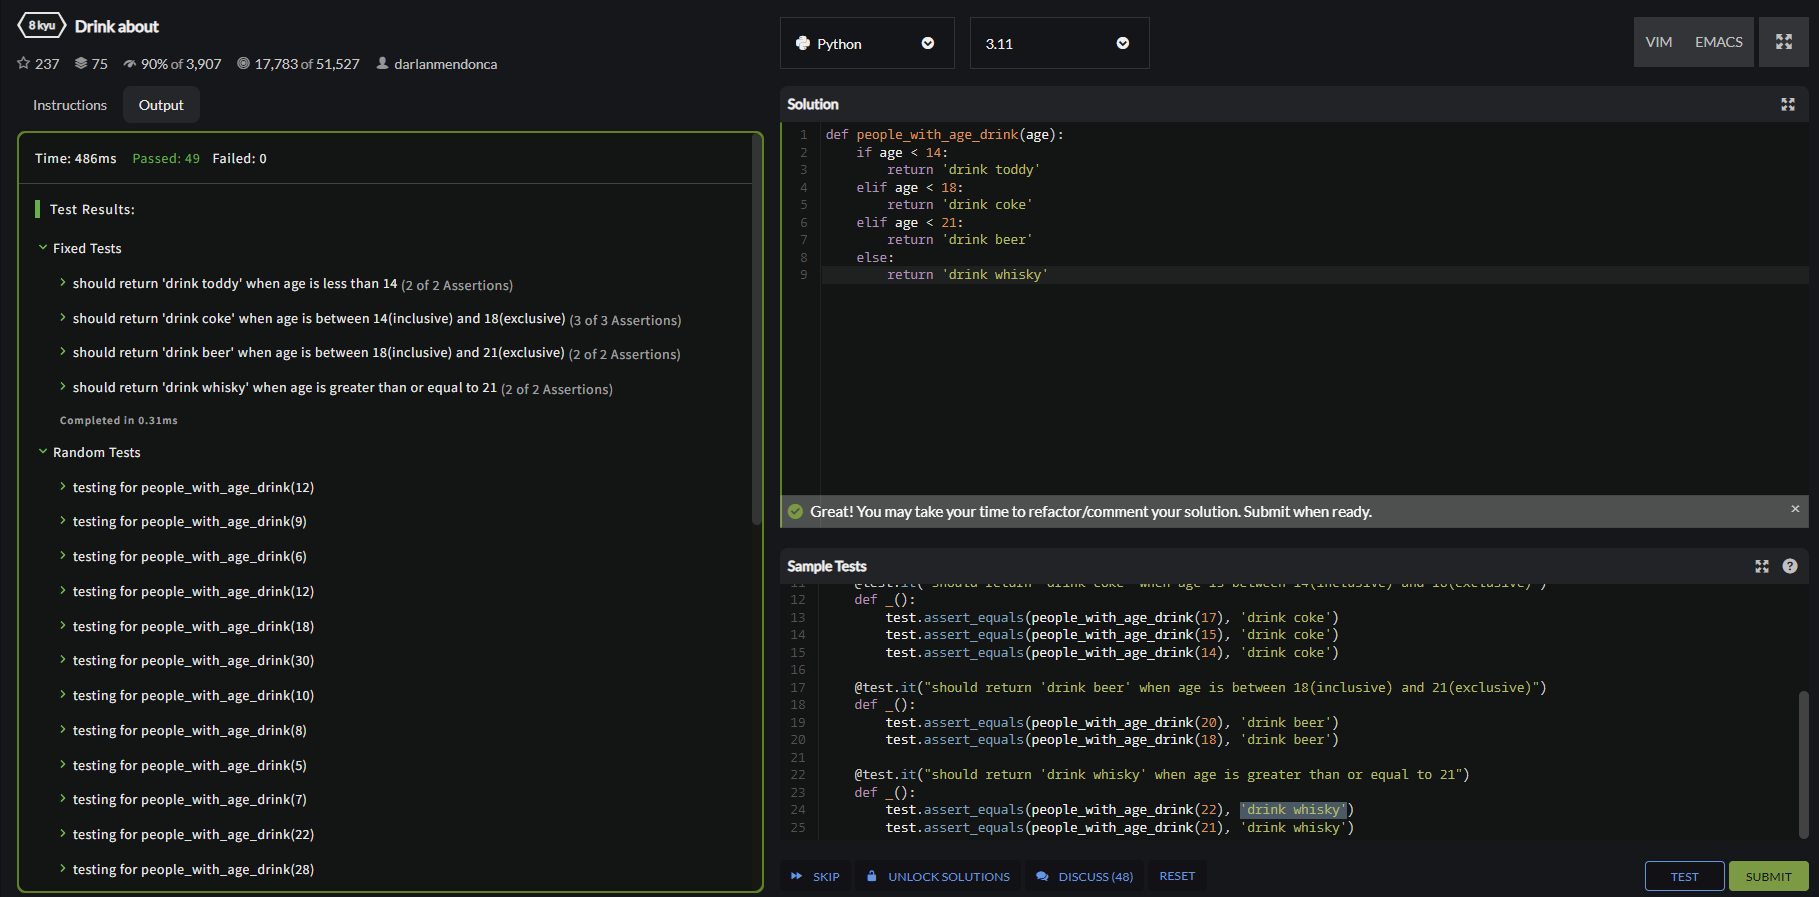 8 kyu Drink about
237 75 90% of 3,907 17,783 of 51,527 darlanmendonca
Instructions Output
Time: 486ms Passed: 49 Failed: 0
Test Results:
Fixed Tests
should return 'drink toddy' when age is less than 14 (2 of 2 Assertions)
should return 'drink coke' when age is between 14(inclusive) and 18(exclusive) (3 of 3 Assertions)
should return 'drink beer' when age is between 18(inclusive) and 21(exclusive) (2 of 2 Assertions)
should return 'drink whisky' when age is greater than or equal to 21 (2 of 2 Assertions)
Completed in 0.31ms
Random Tests
testing for people_with_age_drink(12)
testing for people_with_age_drink(9)
testing for people_with_age_drink(6)
testing for people_with_age_drink(12)
testing for people_with_age_drink(18)
testing for people_with_age_drink(30)
testing for people_with_age_drink(10)
testing for people_with_age_drink(8)
testing for people_with_age_drink(5)
testing for people_with_age_drink(7)
testing for people_with_age_drink(22)
testing for people_with_age_drink(28)
Python 3.11 VIM EMACS
Solution
1 def people_with_age_drink(age):
2 if age < 14:
3 return 'drink toddy'
4 elif age < 18:
5 return 'drink coke'
6 elif age < 21:
7 return 'drink beer'
8 else:
9 return 'drink whisky'
Great! You may take your time to refactor/comment your solution. Submit when ready.
Sample Tests
11 @test.it("should return 'drink coke' when age is between 14(inclusive) and 18(exclusive)")
12 def _():
13 test.assert_equals(people_with_age_drink(17), 'drink coke')
14 test.assert_equals(people_with_age_drink(15), 'drink coke')
15 test.assert_equals(people_with_age_drink(14), 'drink coke')
16
17 @test.it("should return 'drink beer' when age is between 18(inclusive) and 21(exclusive)")
18 def _():
19 test.assert_equals(people_with_age_drink(20), 'drink beer')
20 test.assert_equals(people_with_age_drink(18), 'drink beer')
21
22 @test.it("should return 'drink whisky' when age is greater than or equal to 21")
23 def _():
24 test.assert_equals(people_with_age_drink(22), 'drink whisky')
25 test.assert_equals(people_with_age_drink(21), 'drink whisky')
SKIP UNLOCK SOLUTIONS DISCUSS (48) RESET TEST SUBMIT